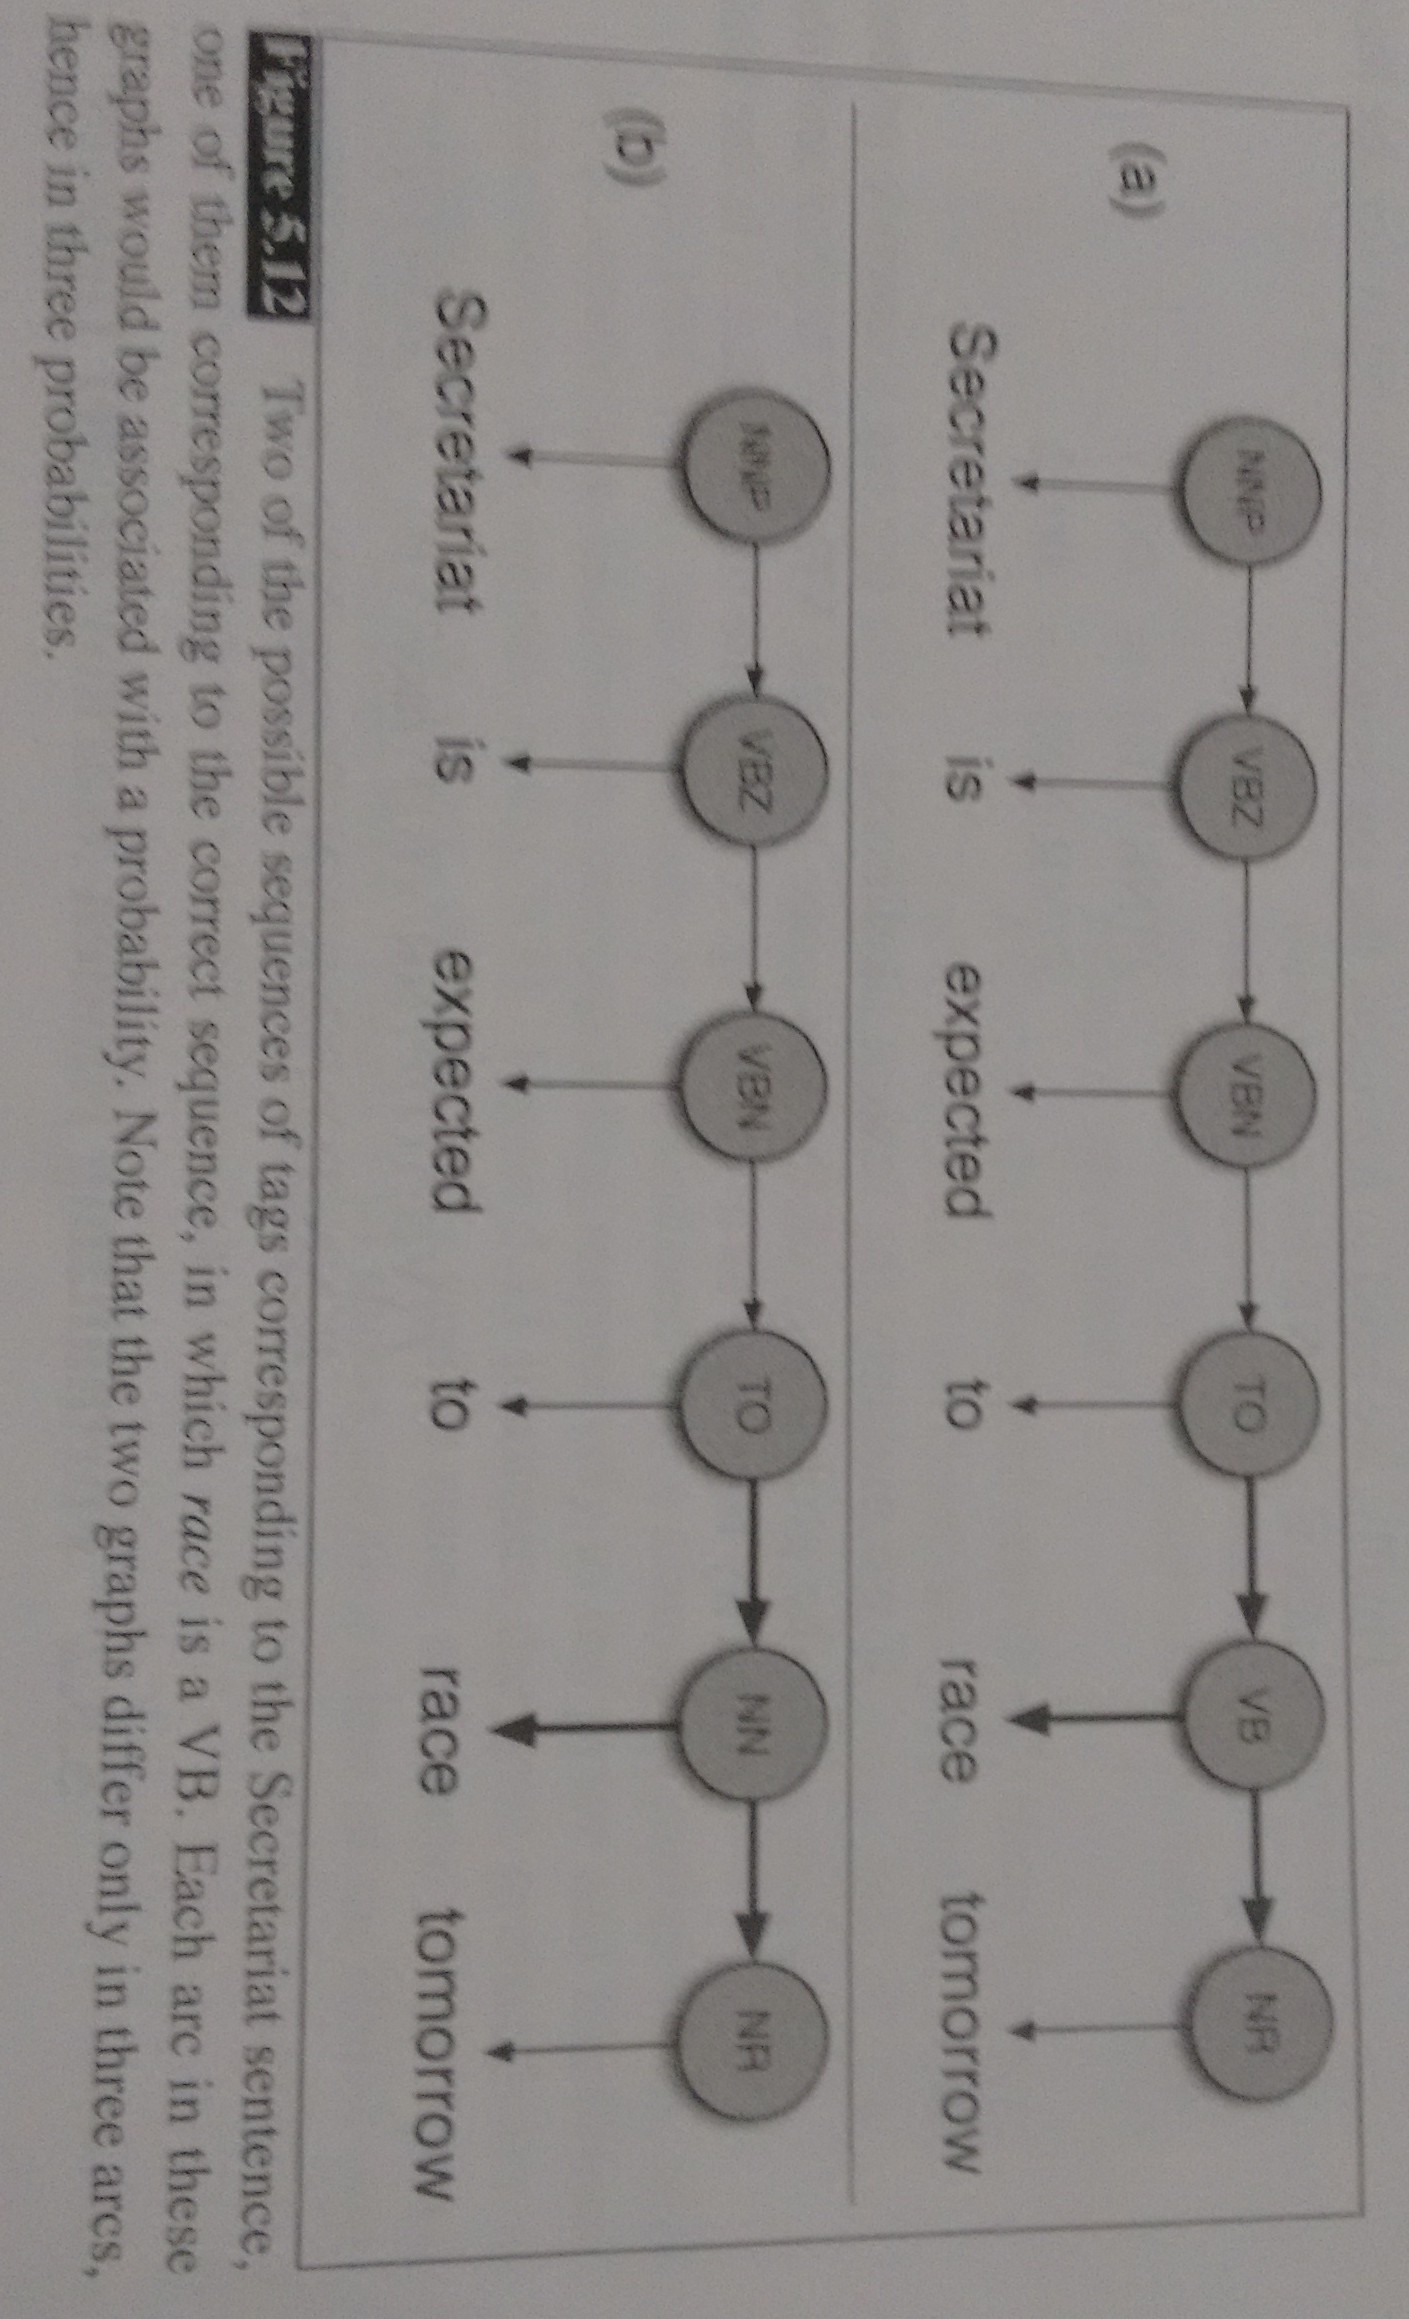 NNP VBZ VBN TO VB NR
(a)
Secretariat is expected to race tomorrow
NNP VBZ VBN TO NN NR
(b)
Secretariat is expected to race tomorrow
Figure 5.12 Two of the possible sequences of tags corresponding to the Secretariat sentence,
one of them corresponding to the correct sequence, in which race is a VB. Each arc in these
graphs would be associated with a probability. Note that the two graphs differ only in three arcs,
hence in three probabilities.